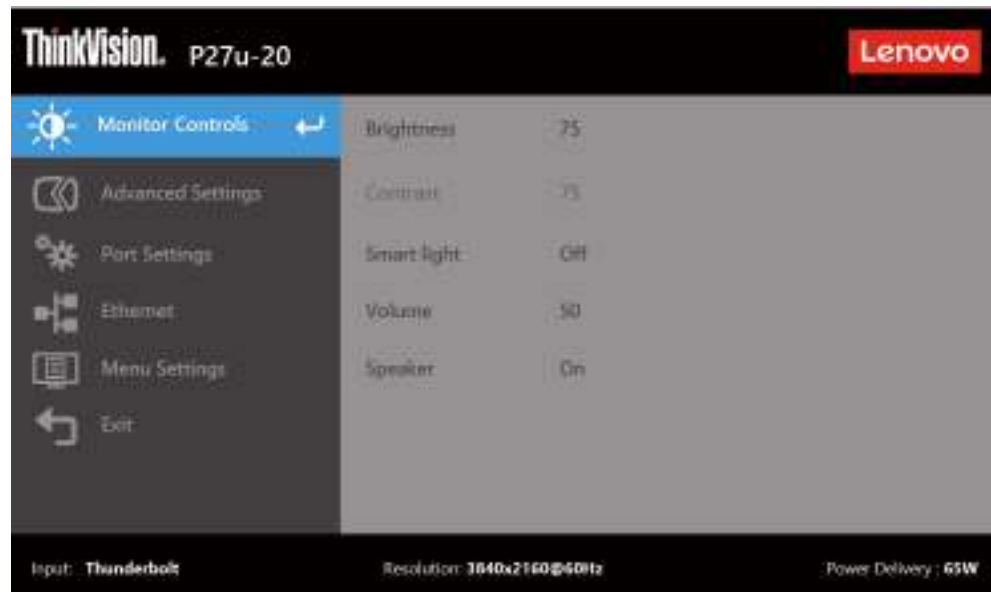 ThinkVision. P27u-20
Lenovo
Monitor Controls
Brightness 75
Advanced Settings
Contrast 75
Port Settings
Smart light Off
Ethernet
Volume 50
Menu Settings
Speaker On
Exit
Input: Thunderbolt
Resolution: 3840x2160@60Hz
Power Delivery : 65W